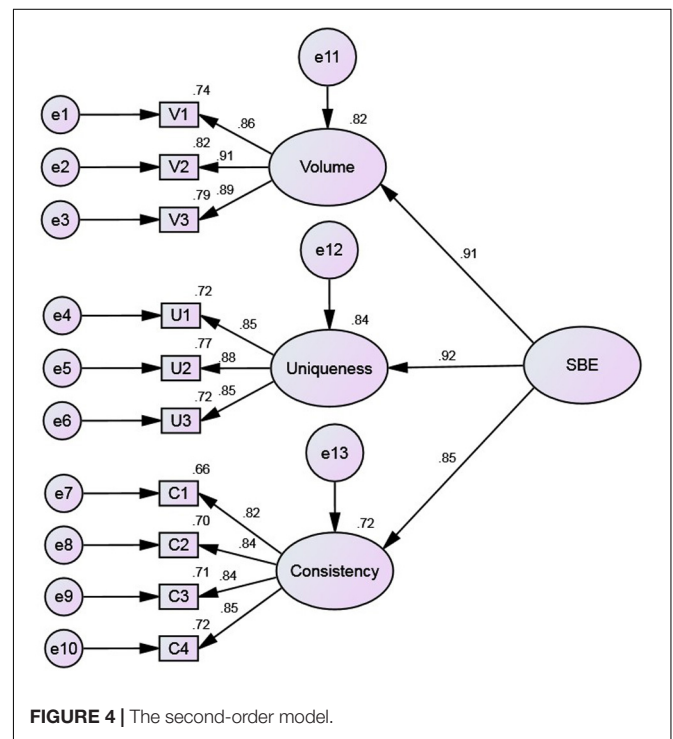 e11
.74
.82
e1
V1
.86
.82
e2
V2
.91
Volume
.79
.89
e3
V3
e12
.91
.72
.84
e4
U1
.85
.77
e5
U2
.88
Uniqueness
.92
SBE
.72
.85
e6
U3
e13
.85
.66
.72
e7
C1
.82
.70
e8
C2
.84
Consistency
.71
.84
e9
C3
.85
.72
e10
C4
FIGURE 4 | The second-order model.